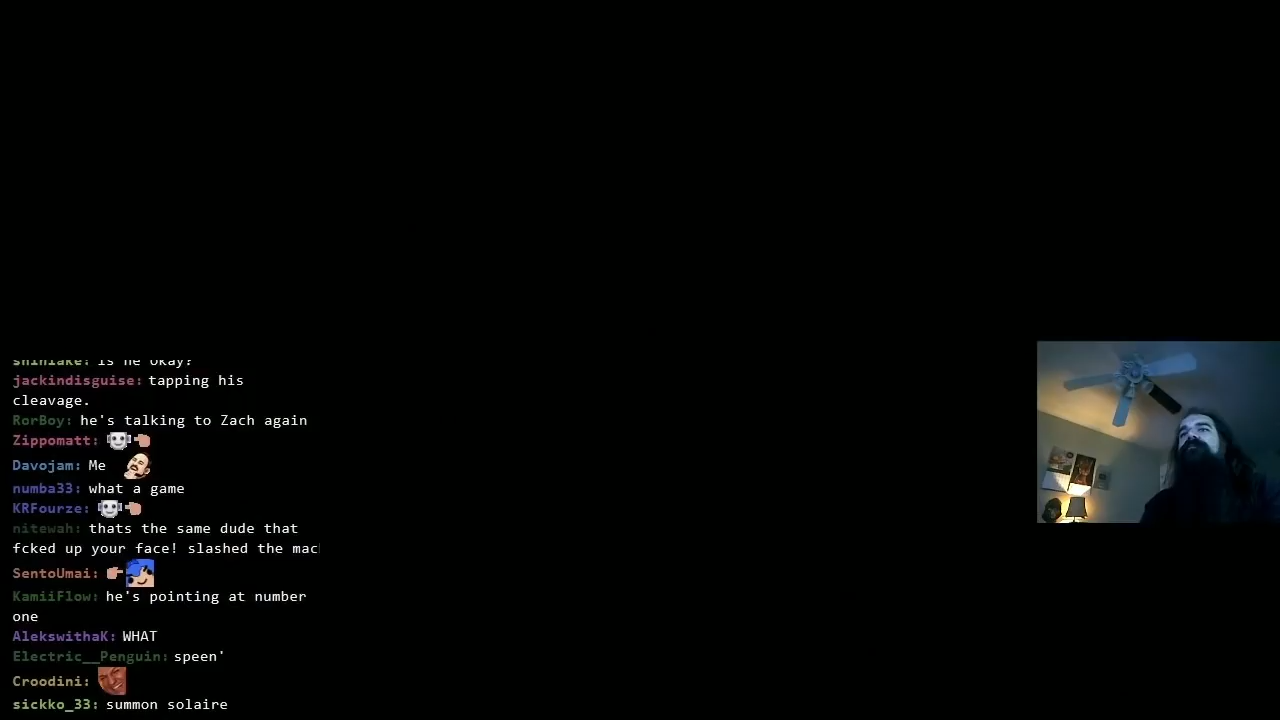 shinlake: is he okay?
jackindisguise: tapping his
cleavage.
RorBoy: he's talking to Zach again
Zippomatt:
Davojam: Me
numba33: what a game
KRFourze:
nitewah: thats the same dude that
fcked up your face! slashed the mac
SentoUmai:
KamiiFlow: he's pointing at number
one
AlekswithaK: WHAT
Electric__Penguin: speen'
Croodini:
sickko_33: summon solaire